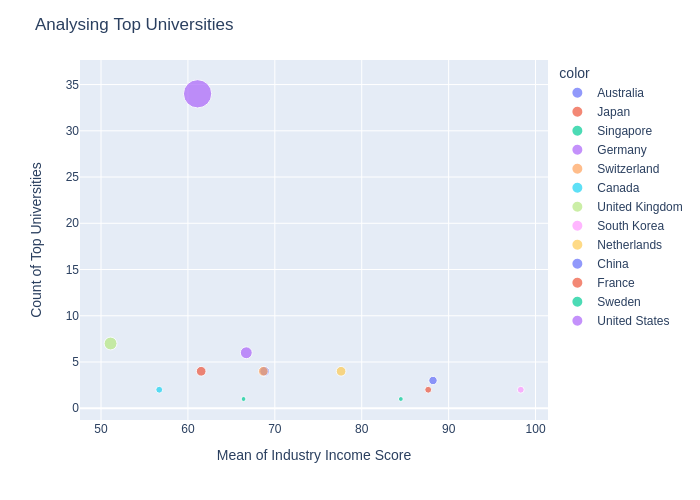 Analysing Top Universities
color
Australia
Japan
Singapore
Germany
Switzerland
Canada
United Kingdom
South Korea
Netherlands
China
France
Sweden
United States
Count of Top Universities
35
30
25
20
15
10
5
0
50
60
70
80
90
100
Mean of Industry Income Score